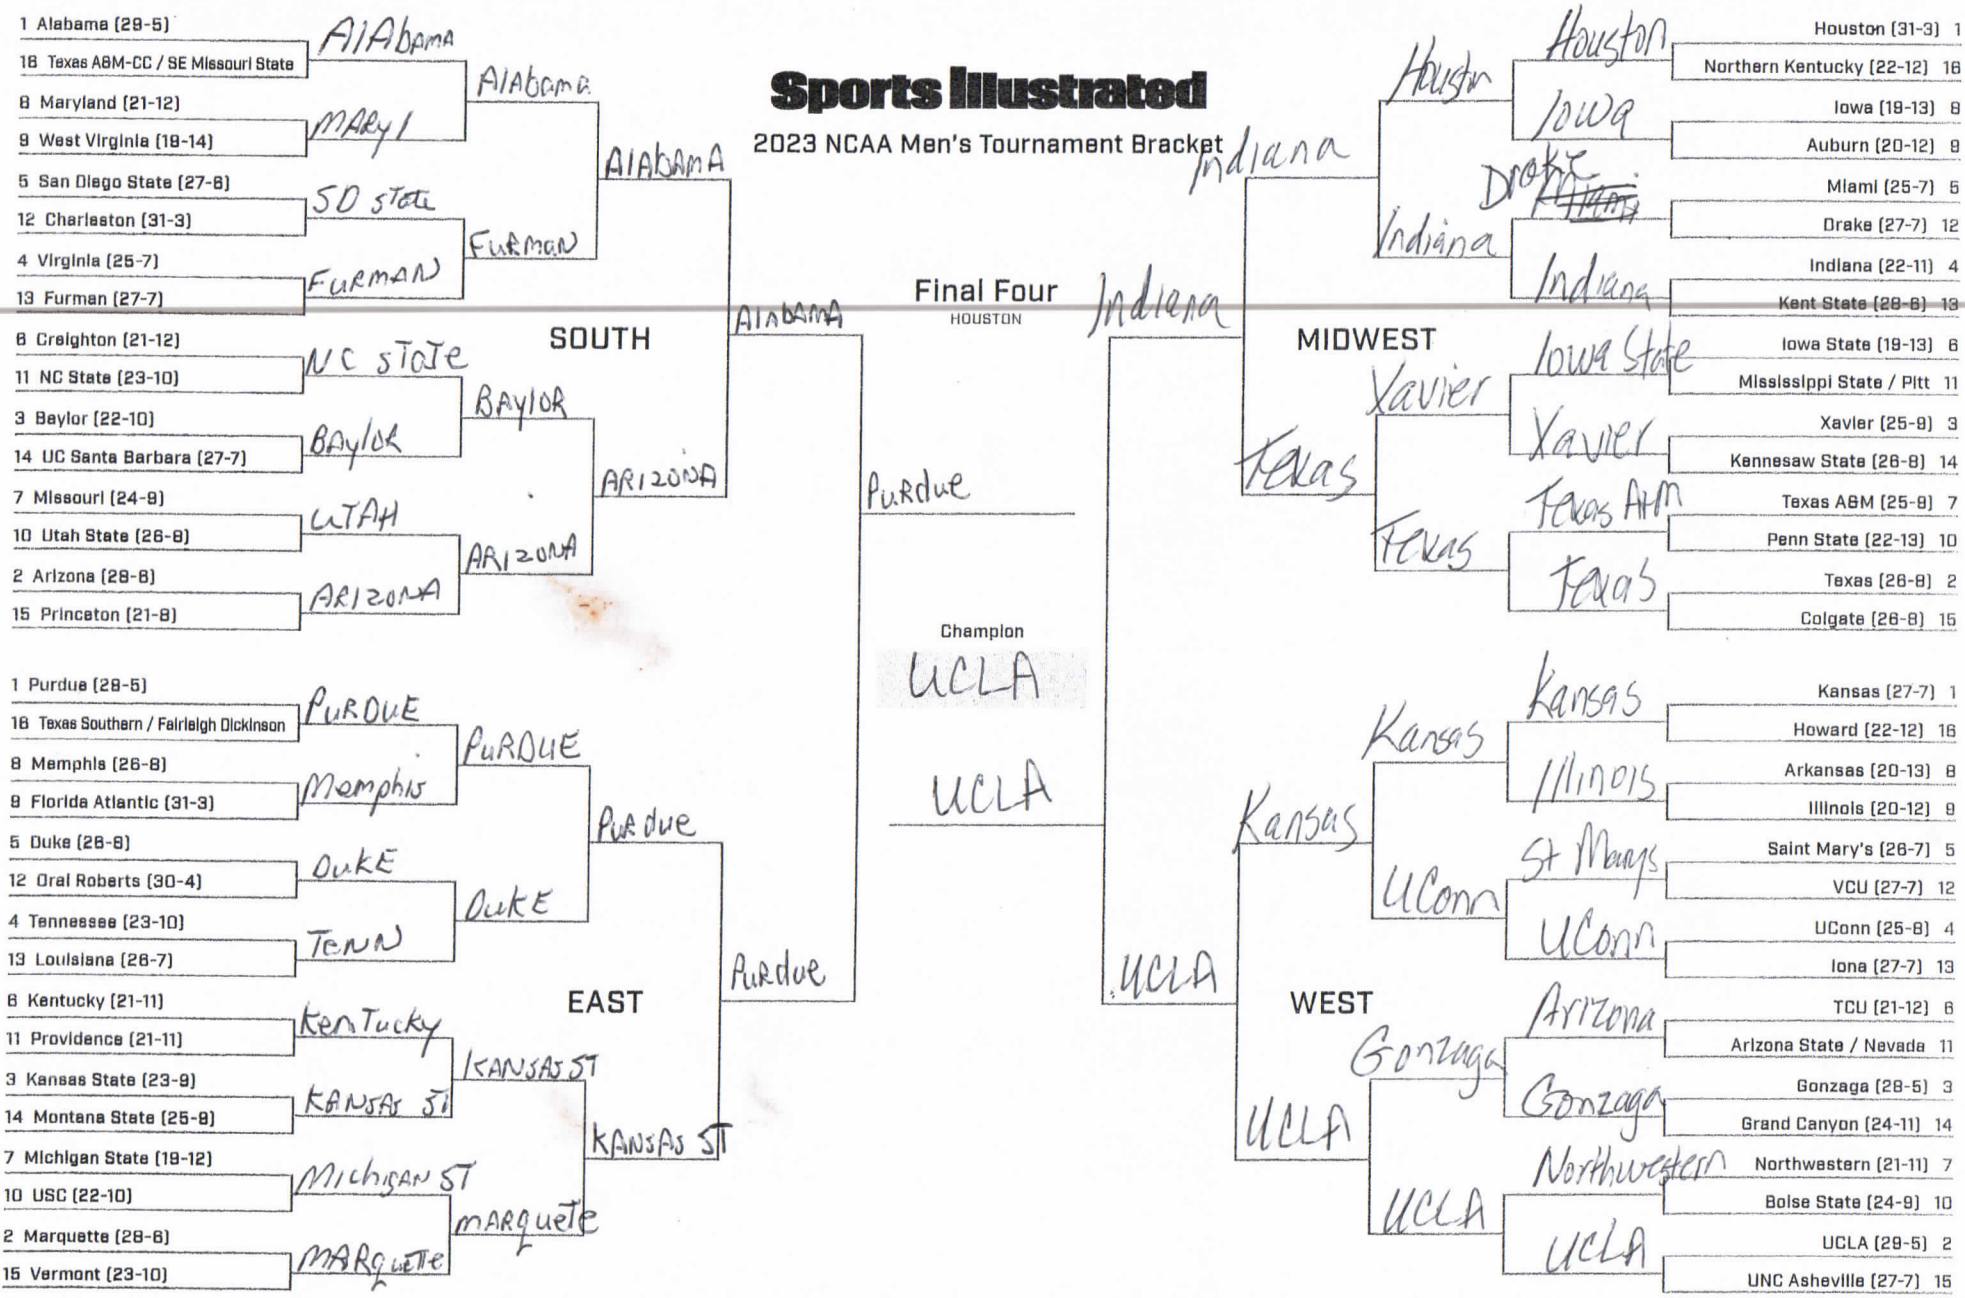 Sports Illustrated
2023 NCAA Men's Tournament Bracket
1 Alabama (29-5)
16 Texas A&M-CC / SE Missouri State
8 Maryland (21-12)
9 West Virginia (19-14)
5 San Diego State (27-6)
12 Charleston (31-3)
4 Virginia (25-7)
13 Furman (27-7)
6 Creighton (21-12)
11 NC State (23-10)
3 Baylor (22-10)
14 UC Santa Barbara (27-7)
7 Missouri (24-9)
10 Utah State (26-8)
2 Arizona (28-6)
15 Princeton (21-8)
AlAbAMA
MARyl
SD STaTe
FuRMAN
NC STaTe
BAylOR
UTAH
ARIZONA
AlAbama
FuRMaN
BAylOR
ARIZONA
AlAbAMA
ARIZONA
AlAbAMA
SOUTH
1 Purdue (29-5)
16 Texas Southern / Fairleigh Dickinson
8 Memphis (26-8)
9 Florida Atlantic (31-3)
5 Duke (26-8)
12 Oral Roberts (30-4)
4 Tennessee (23-10)
13 Louisiana (26-7)
6 Kentucky (21-11)
11 Providence (21-11)
3 Kansas State (23-9)
14 Montana State (25-9)
7 Michigan State (19-12)
10 USC (22-10)
2 Marquette (28-6)
15 Vermont (23-10)
PuRDuE
Memphis
DuKE
TeNN
KenTucky
KANSAS ST
MIchigAN ST
MARqueTTe
PuRDUE
DuKE
KANSAS ST
mARqueTe
PuRdue
KANSAS ST
PuRdue
EAST
Final Four
HOUSTON
PuRdue
Champion
UCLA
UCLA
Houston (31-3) 1
Northern Kentucky (22-12) 16
Iowa (19-13) 8
Auburn (20-12) 9
Miami (25-7) 5
Drake (27-7) 12
Indiana (22-11) 4
Kent State (28-6) 13
Iowa State (19-13) 6
Mississippi State / Pitt 11
Xavier (25-9) 3
Kennesaw State (26-8) 14
Texas A&M (25-9) 7
Penn State (22-13) 10
Texas (26-8) 2
Colgate (26-8) 15
Houston
Iowa
Drake
Miami
Indiana
Iowa State
Xavier
Texas A+M
Texas
Houstn
Indiana
Xavier
Texas
Indiana
Texas
Indiana
MIDWEST
Kansas (27-7) 1
Howard (22-12) 16
Arkansas (20-13) 8
Illinois (20-12) 9
Saint Mary's (26-7) 5
VCU (27-7) 12
UConn (25-8) 4
Iona (27-7) 13
TCU (21-12) 6
Arizona State / Nevada 11
Gonzaga (28-5) 3
Grand Canyon (24-11) 14
Northwestern (21-11) 7
Boise State (24-9) 10
UCLA (29-5) 2
UNC Asheville (27-7) 15
Kansas
Illinois
St Marys
UConn
Arizona
Gonzaga
Northwestern
UCLA
Kansas
UConn
Gonzaga
UCLA
Kansas
UCLA
UCLA
WEST